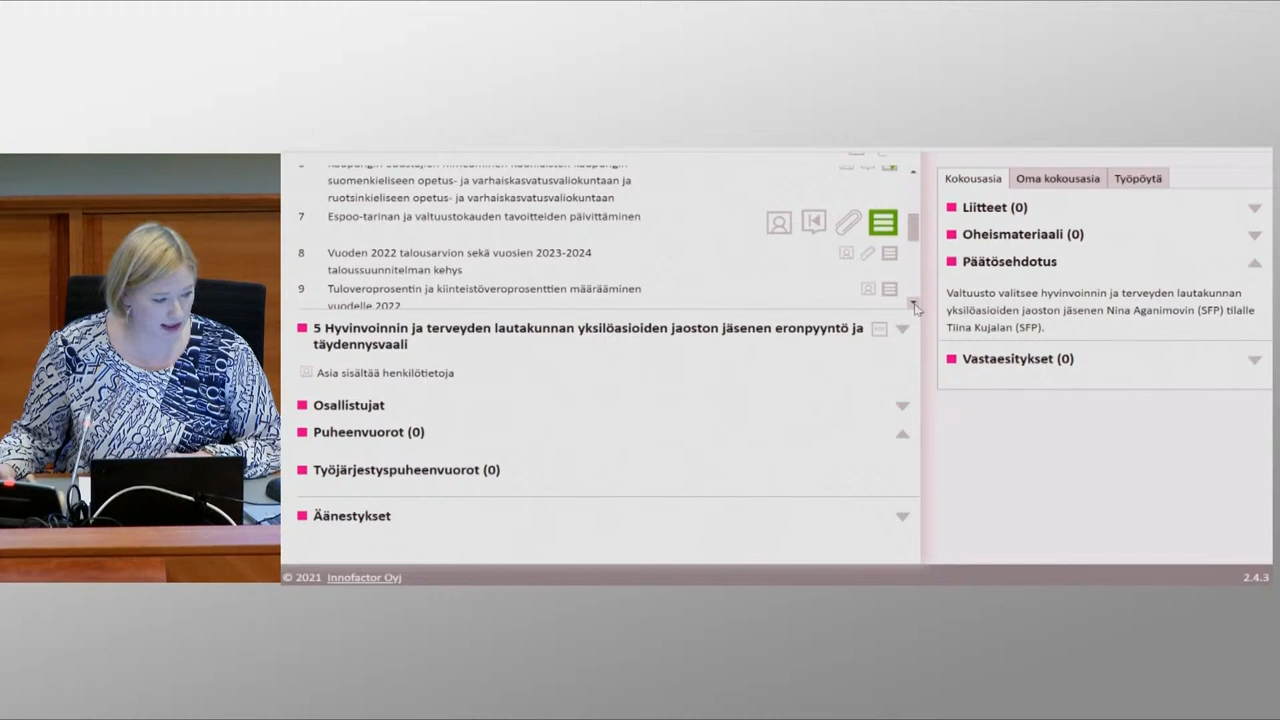 suomenkieliseen opetus- ja varhaiskasvatusvaliokuntaan ja
ruotsinkieliseen opetus- ja varhaiskasvatusvaliokuntaan
7 Espoo-tarinan ja valtuustokauden tavoitteiden päivittäminen
8 Vuoden 2022 talousarvion sekä vuosien 2023-2024
taloussuunnitelman kehys
9 Tuloveroprosentin ja kiinteistöveroprosenttien määrääminen
vuodelle 2022
5 Hyvinvoinnin ja terveyden lautakunnan yksilöasioiden jaoston jäsenen eronpyyntö ja
täydennysvaali
Asia sisältää henkilötietoja
Osallistujat
Puheenvuorot (0)
Työjärjestyspuheenvuorot (0)
Äänestykset
© 2021 Innofactor Oyj
Kokousasia Oma kokousasia Työpöytä
Liitteet (0)
Oheismateriaali (0)
Päätösehdotus
Valtuusto valitsee hyvinvoinnin ja terveyden lautakunnan
yksilöasioiden jaoston jäsenen Nina Aganimovin (SFP) tilalle
Tiina Kujalan (SFP).
Vastaesitykset (0)
2.4.3